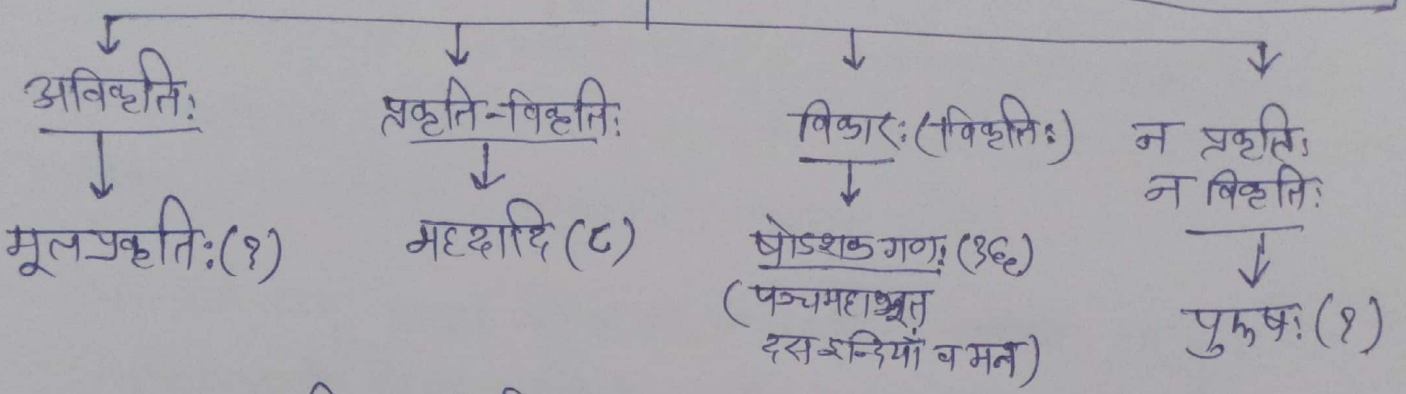 अविकृतिः
प्रकृति-विकृतिः
विकारः (विकृतिः)
न प्रकृतिः
न विकृतिः
मूलप्रकृतिः (१)
महदादि (८)
षोडशक गणः (१६)
(पञ्चमहाभूत
दस इन्दियाँ व मन)
पुरुषः (१)